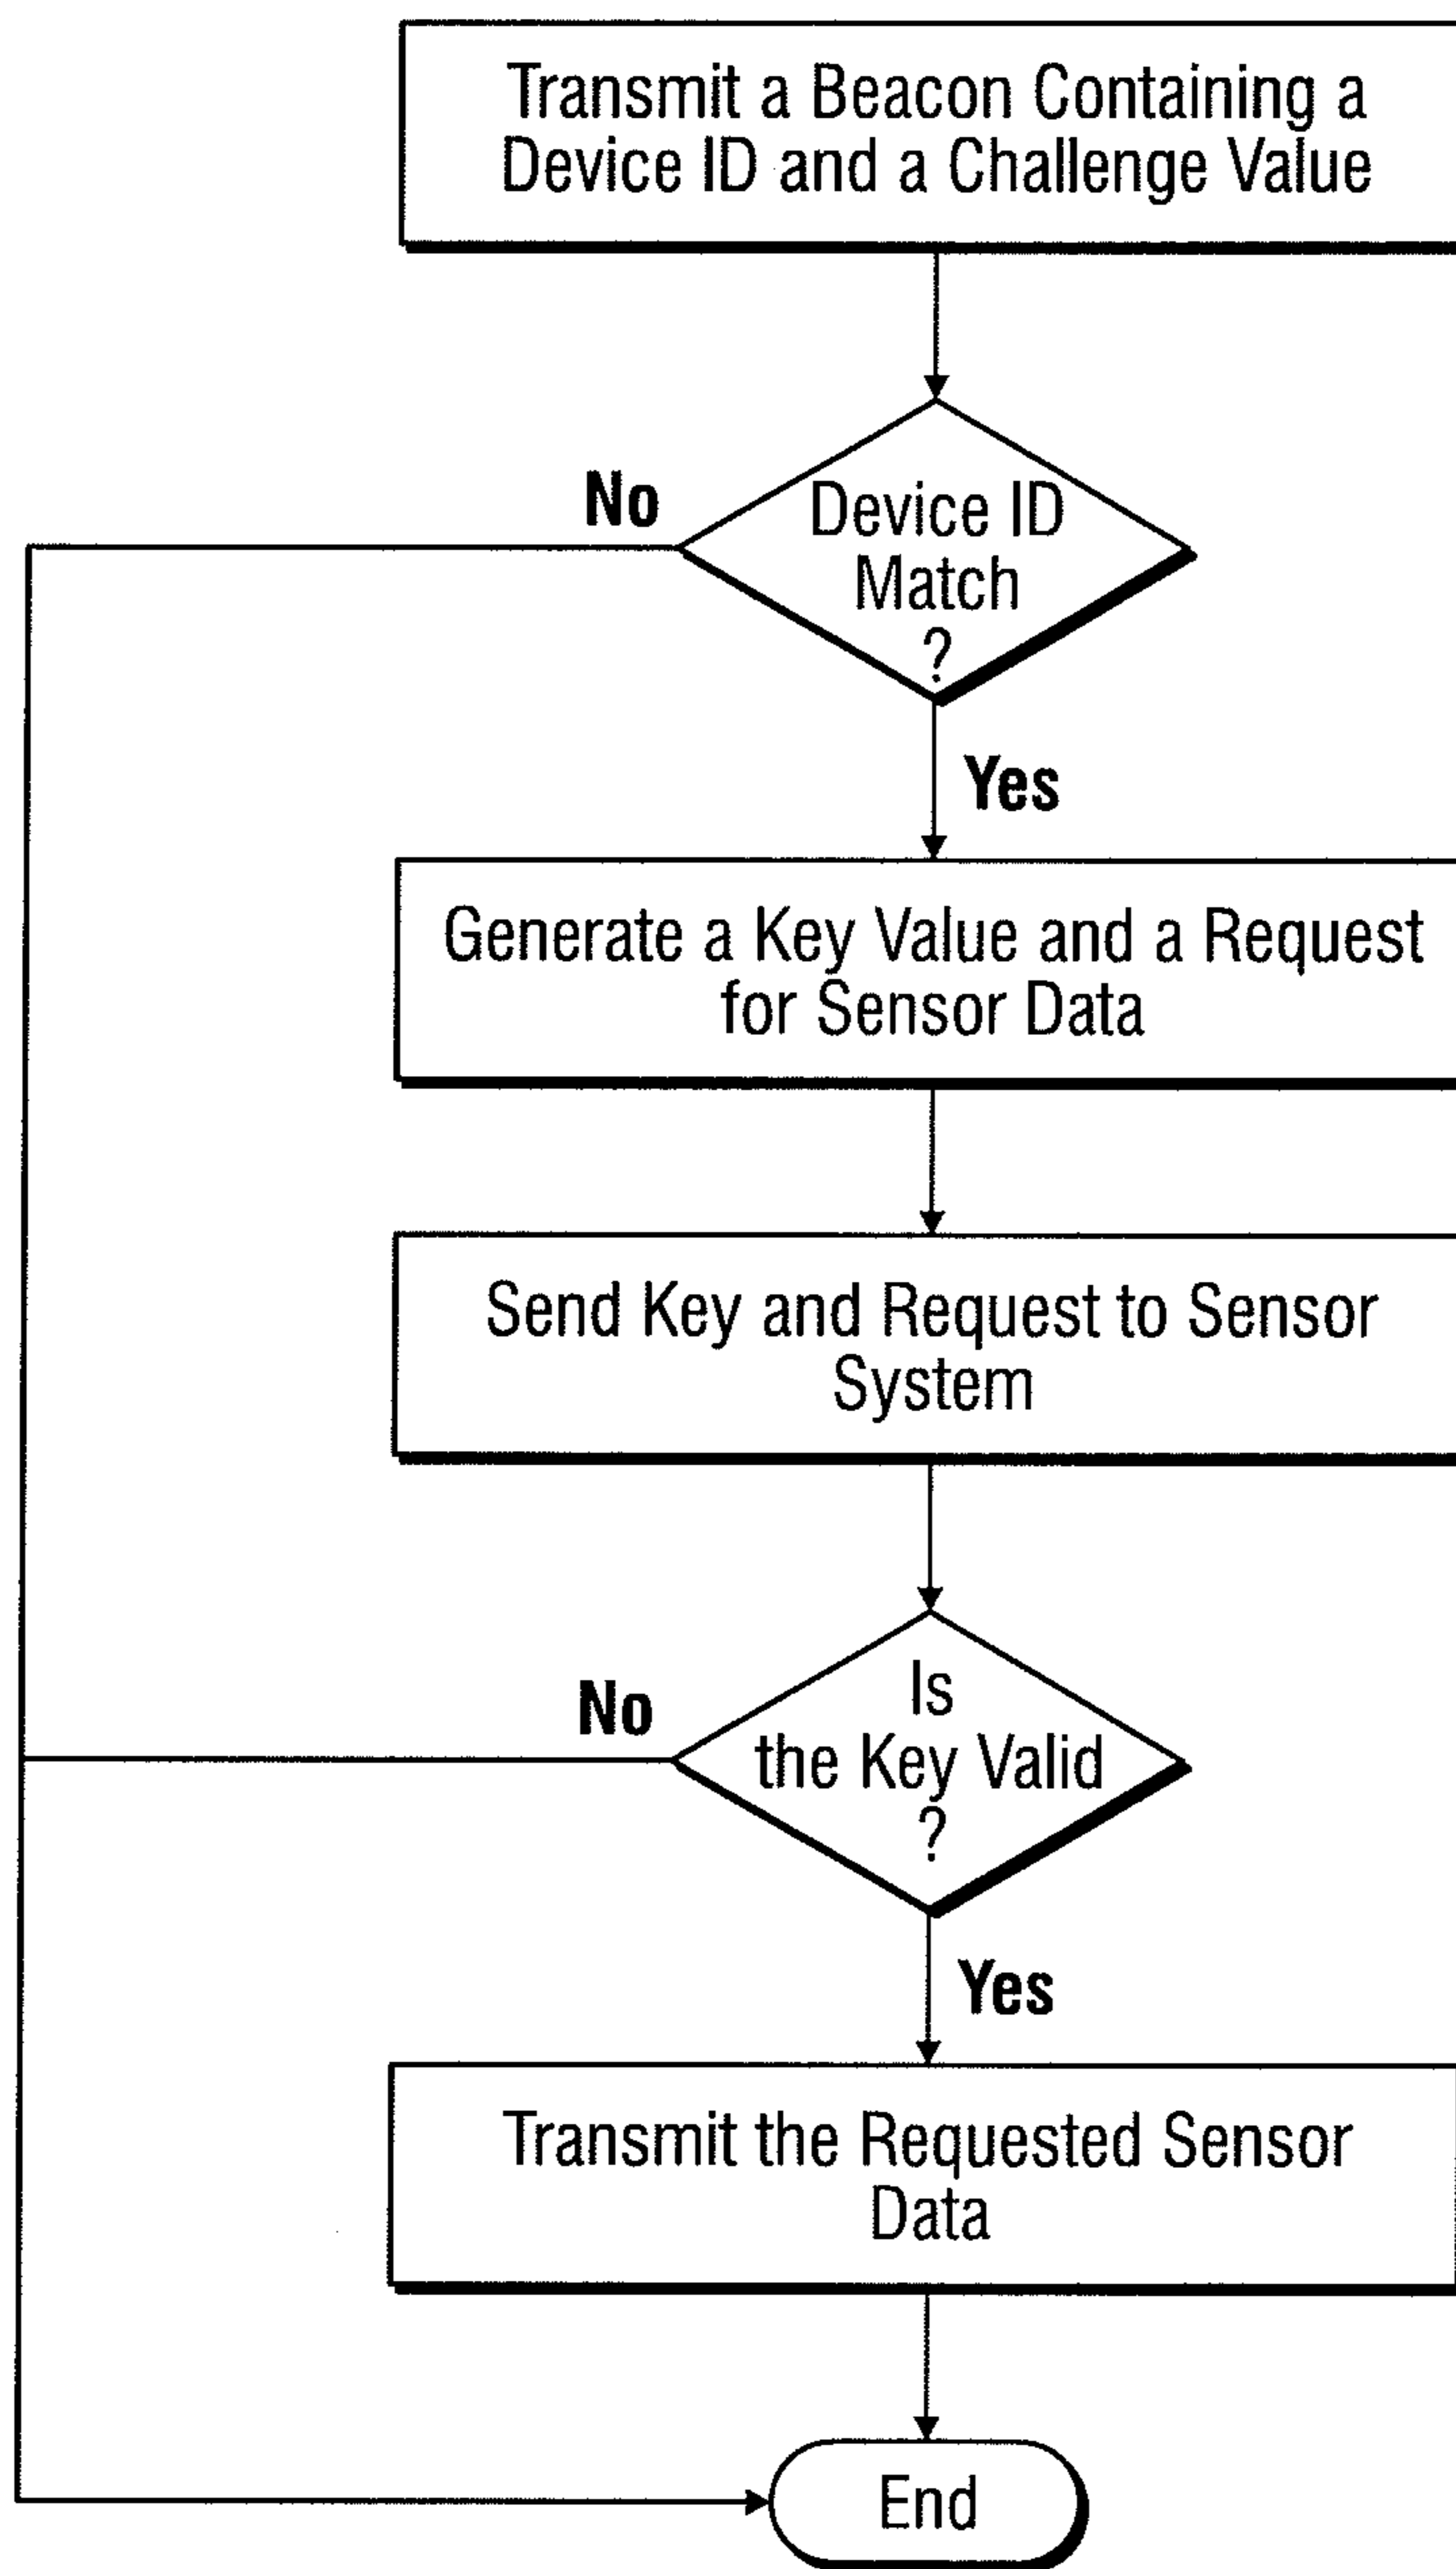 Transmit a Beacon Containing a
Device ID and a Challenge Value
No
Device ID
Match
?
Yes
Generate a Key Value and a Request
for Sensor Data
Send Key and Request to Sensor
System
No
Is
the Key Valid
?
Yes
Transmit the Requested Sensor
Data
End